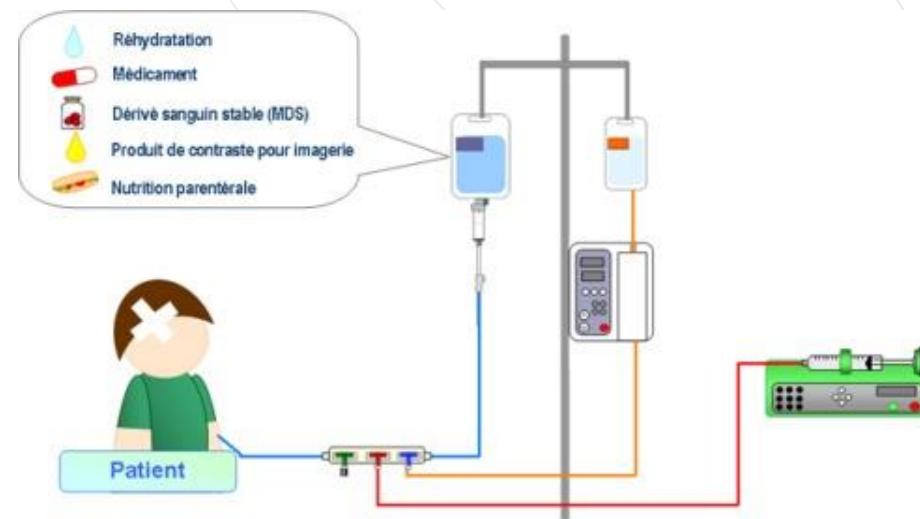 Réhydratation
Médicament
Dérivé sanguin stable (MDS)
Produit de contraste pour imagerie
Nutrition parentérale
Patient